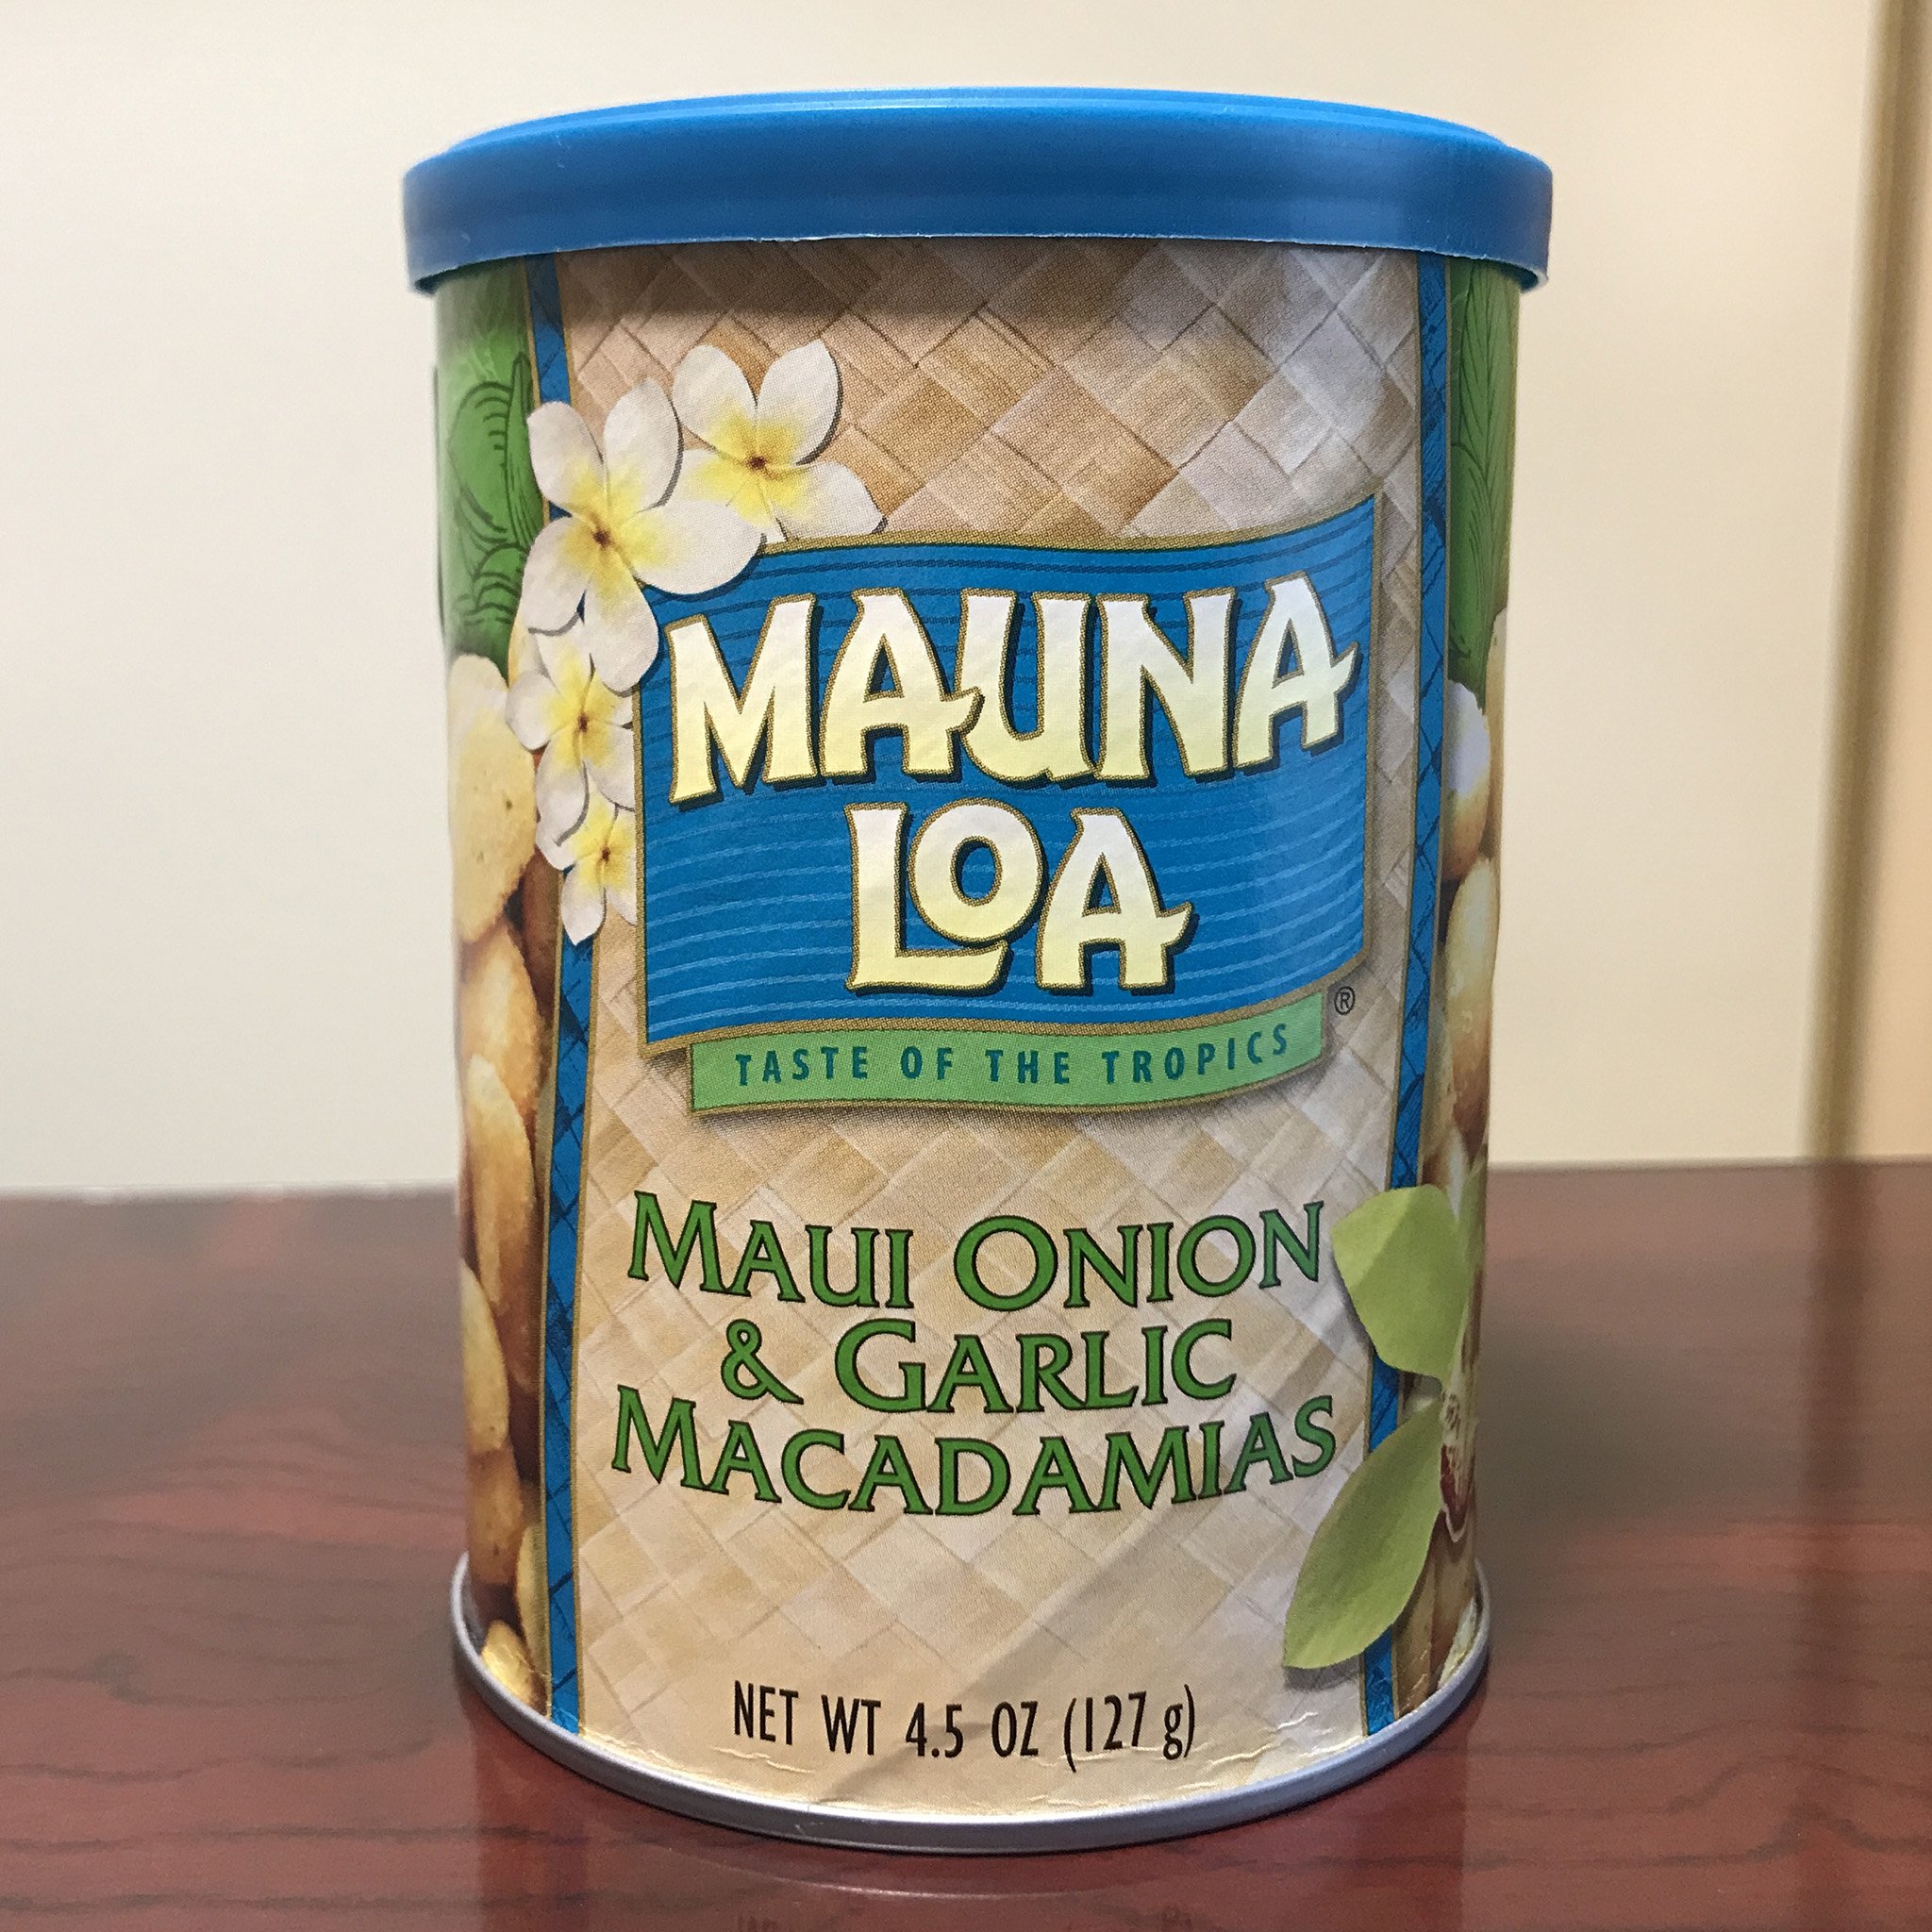 MAUNA
LOA
®
TASTE OF THE TROPICS
MAUI ONION
& GARLIC
MACADAMIAS
NET WT 4.5 OZ (127 g)